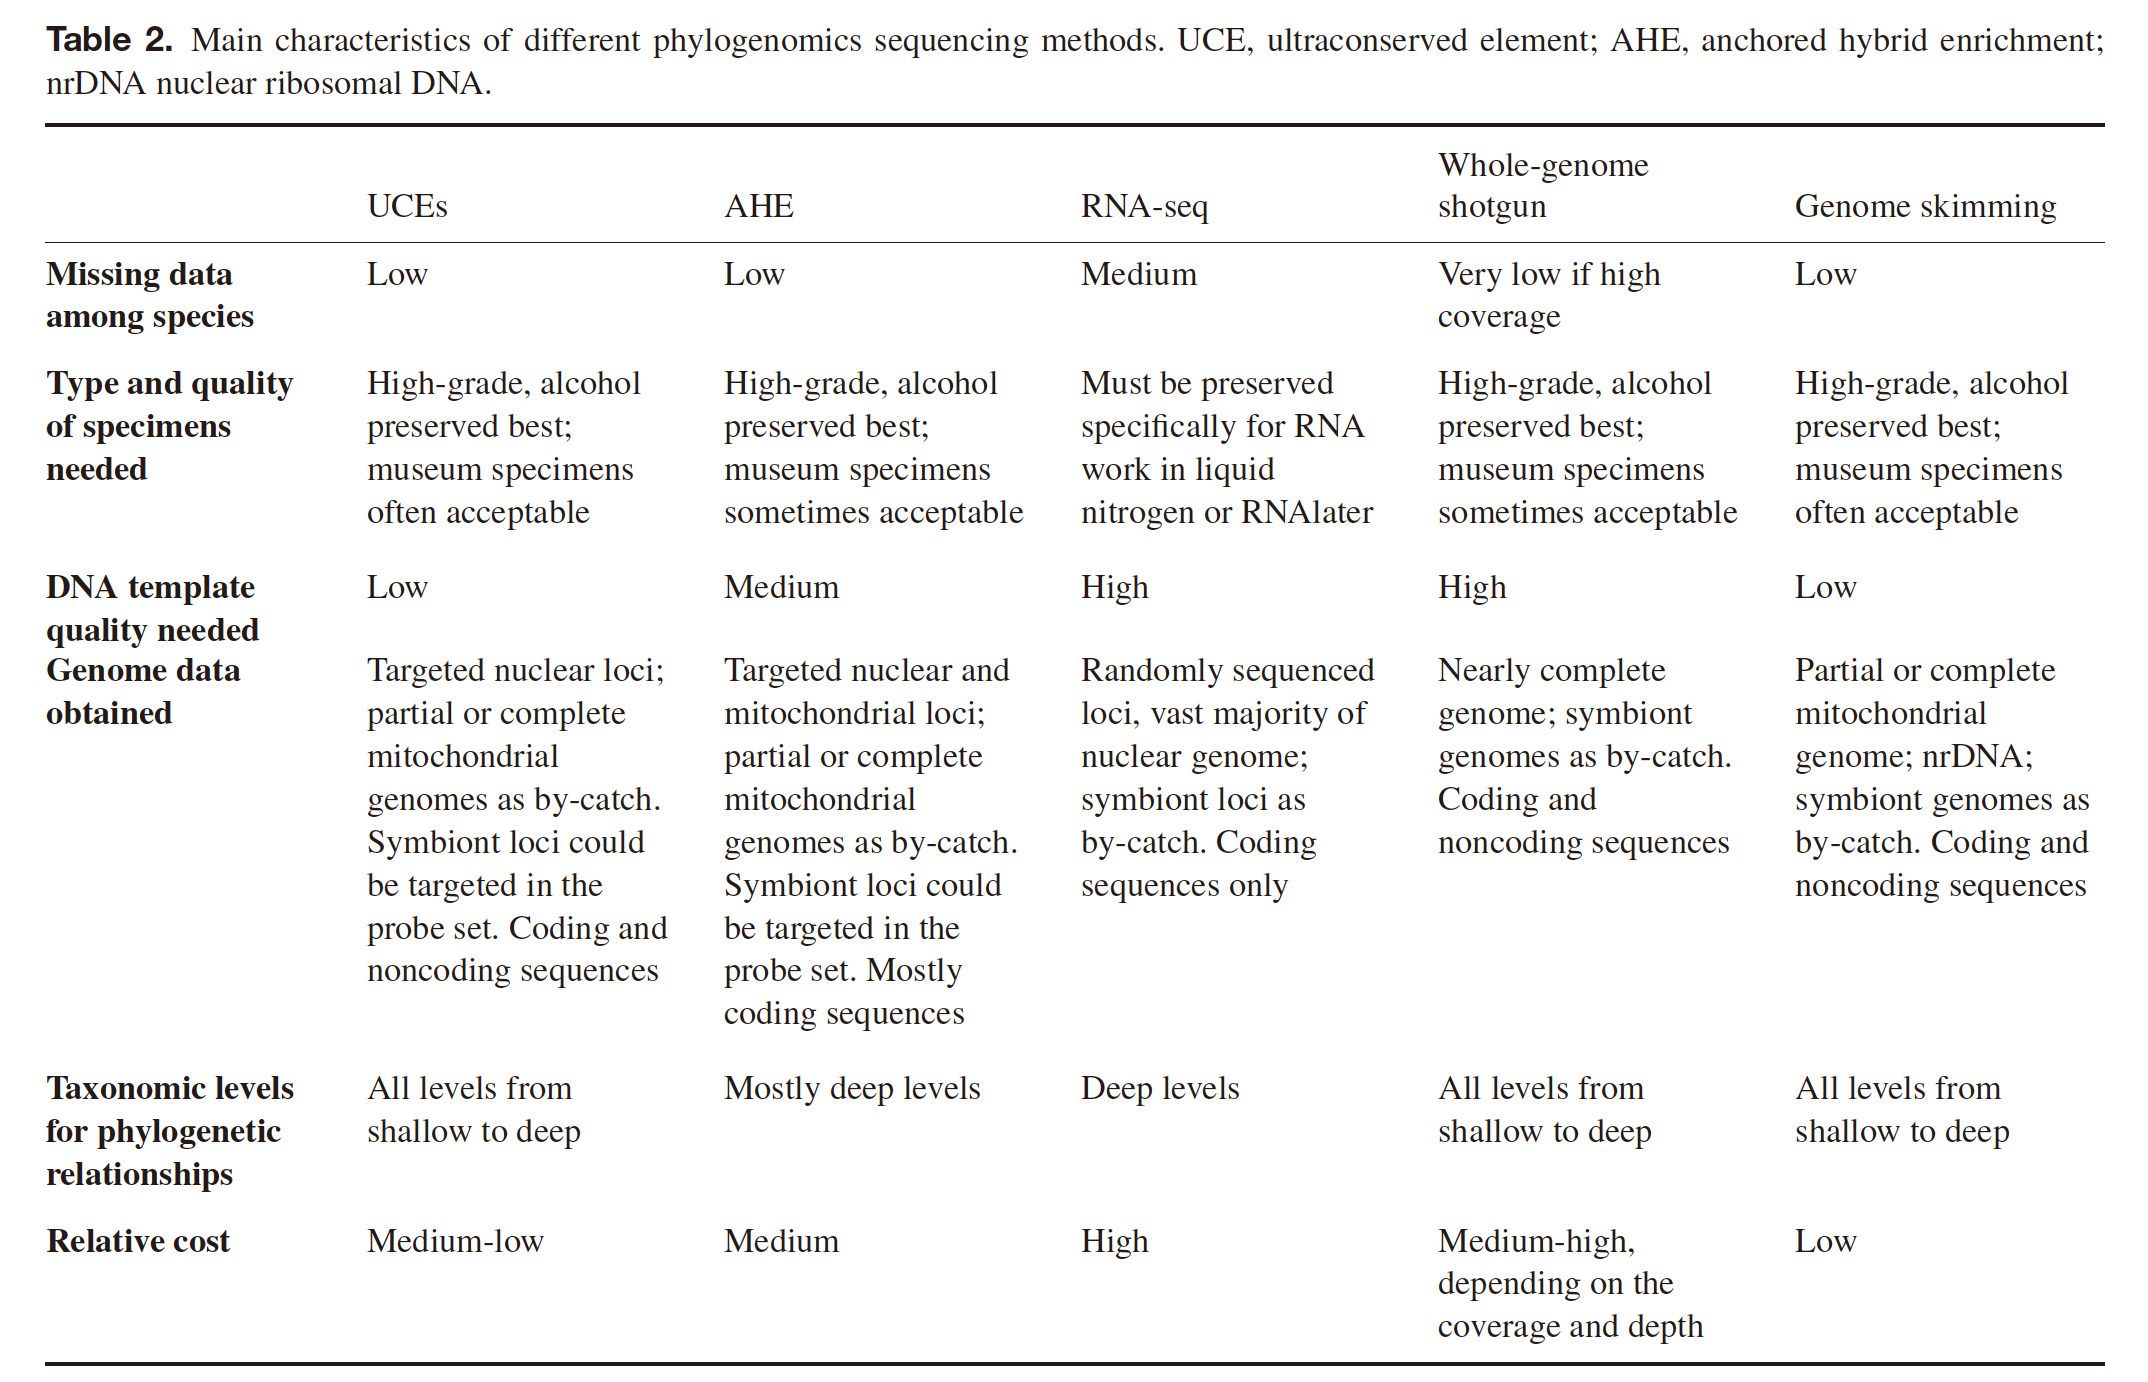 Table 2. Main characteristics of different phylogenomics sequencing methods. UCE, ultraconserved element; AHE, anchored hybrid enrichment;
nrDNA nuclear ribosomal DNA.
UCEs AHE RNA-seq Whole-genome shotgun Genome skimming
Missing data among species
Low
Low
Medium
Very low if high
coverage
Low
Type and quality
of specimens
needed
High-grade, alcohol
preserved best;
museum specimens
often acceptable
High-grade, alcohol
preserved best;
museum specimens
sometimes acceptable
Must be preserved
specifically for RNA
work in liquid
nitrogen or RNAlater
High-grade, alcohol
preserved best;
museum specimens
sometimes acceptable
High-grade, alcohol
preserved best;
museum specimens
often acceptable
DNA template
quality needed
Low
Medium
High
High
Low
Genome data
obtained
Targeted nuclear loci;
partial or complete
mitochondrial
genomes as by-catch.
Symbiont loci could
be targeted in the
probe set. Coding and
noncoding sequences
Targeted nuclear and
mitochondrial loci;
partial or complete
mitochondrial
genomes as by-catch.
Symbiont loci could
be targeted in the
probe set. Mostly
coding sequences
Randomly sequenced
loci, vast majority of
nuclear genome;
symbiont loci as
by-catch. Coding
sequences only
Nearly complete
genome; symbiont
genomes as by-catch.
Coding and
noncoding sequences
Partial or complete
mitochondrial
genome; nrDNA;
symbiont genomes as
by-catch. Coding and
noncoding sequences
Taxonomic levels
for phylogenetic
relationships
All levels from
shallow to deep
Mostly deep levels
Deep levels
All levels from
shallow to deep
All levels from
shallow to deep
Relative cost
Medium-low
Medium
High
Medium-high,
depending on the
coverage and depth
Low